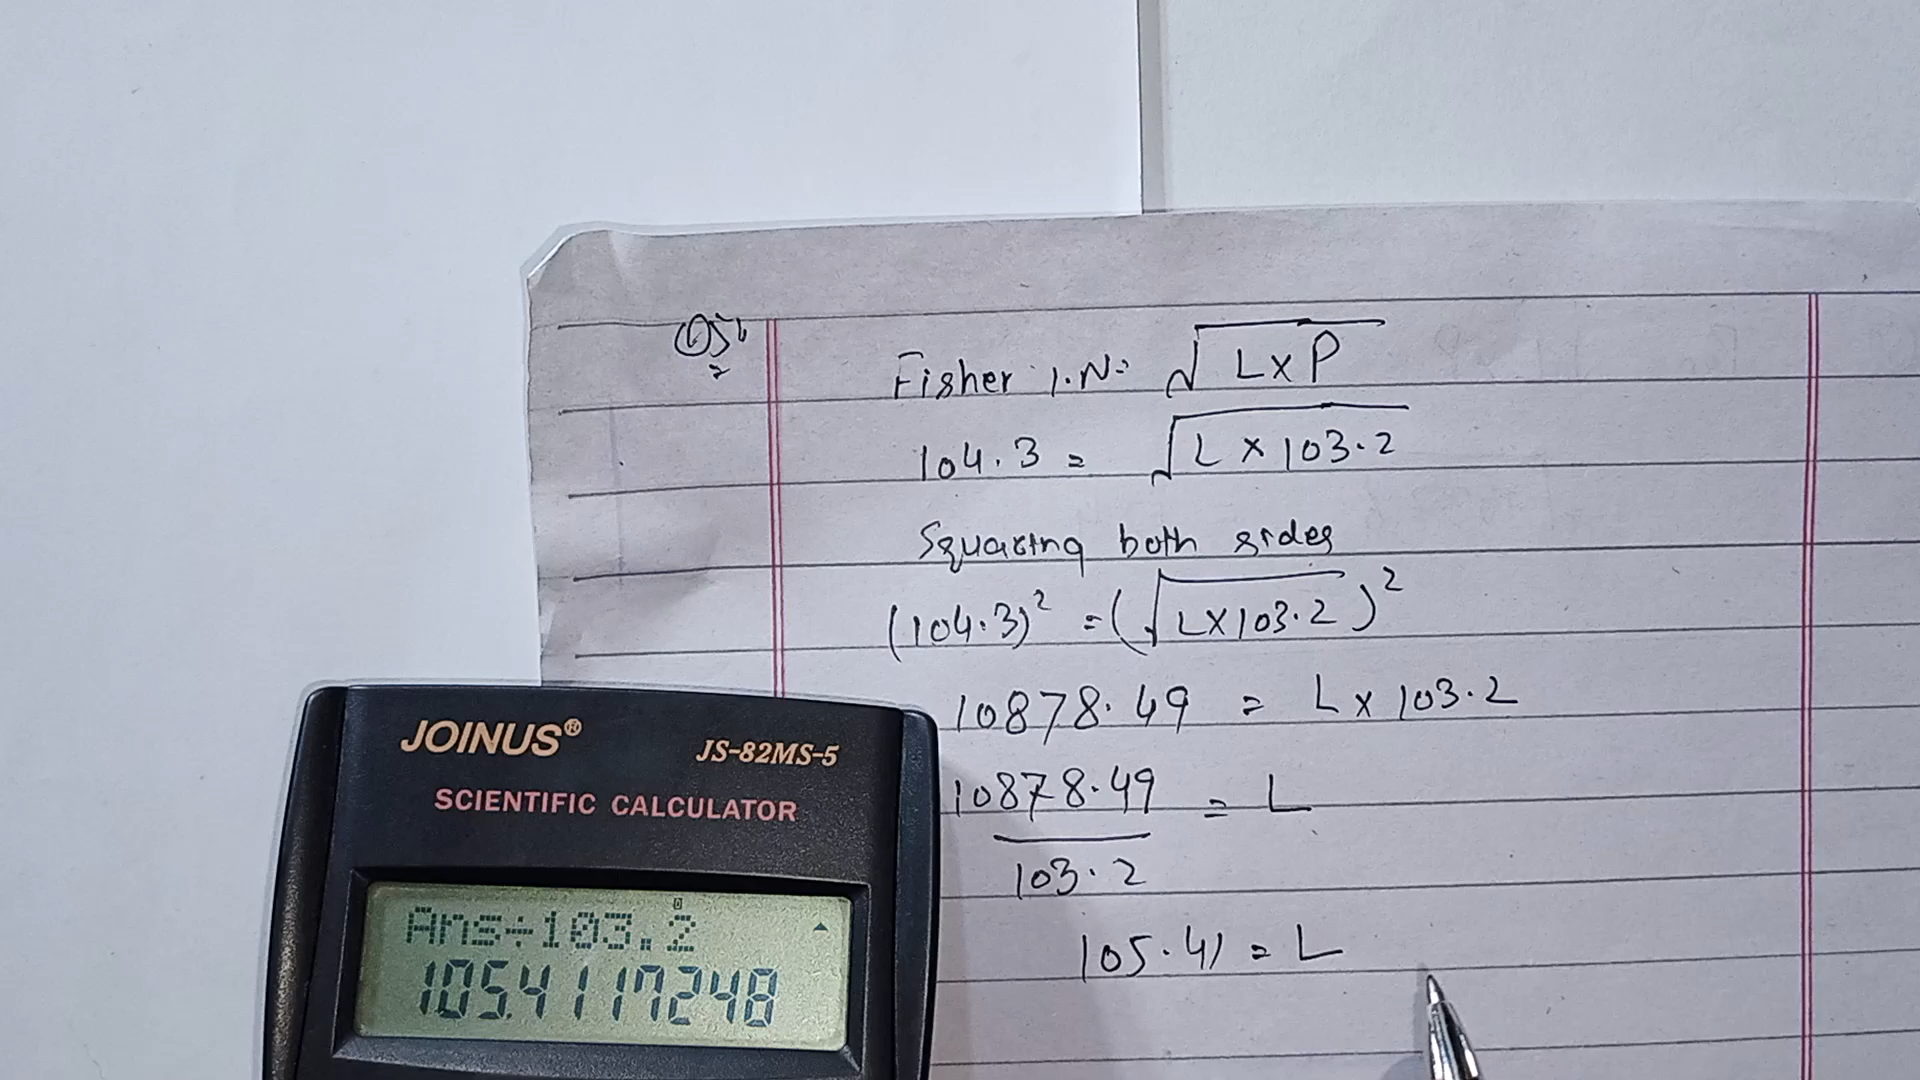 Fisher I.N= √L×P
104.3 = √L×103.2
Squaring both sides
(104.3)² =(√L×103.2)²
10878.49 = L×103.2
10878.49 = L
103.2
105.41 = L
JOINUS®
JS-82MS-5
SCIENTIFIC CALCULATOR
Ans÷103.2
105.4117248